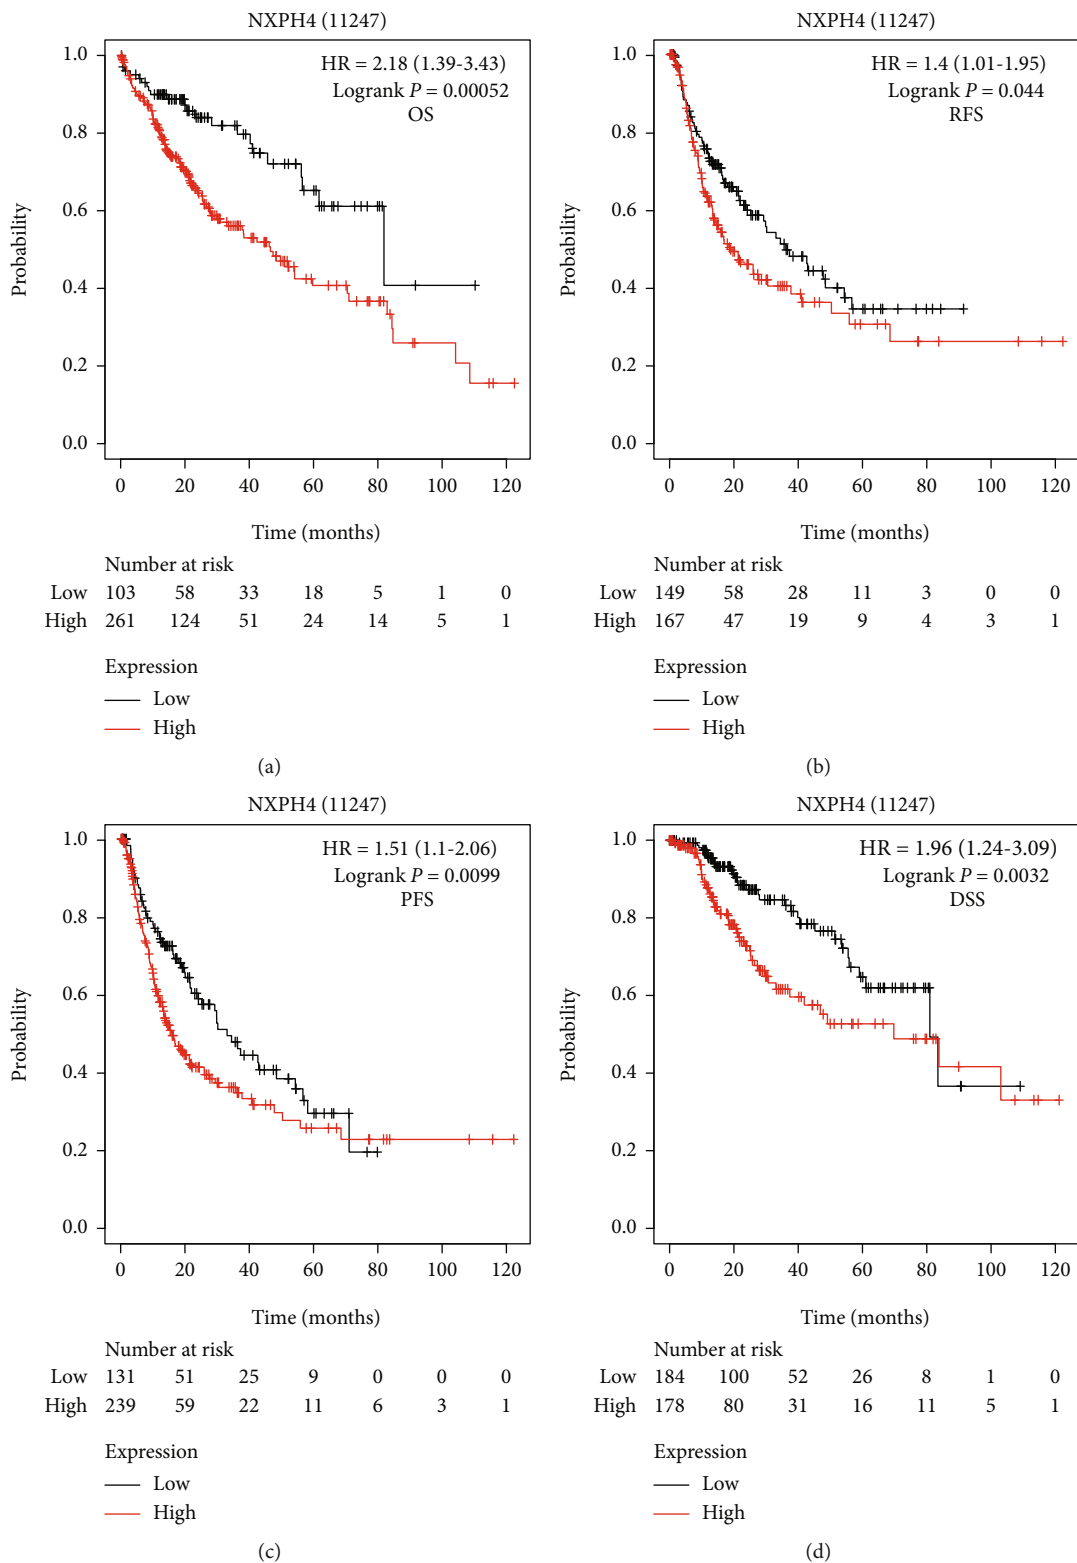 NXPH4 (11247)
HR = 2.18 (1.39-3.43)
Logrank P = 0.00052
OS
Probability
1.0
0.8
0.6
0.4
0.2
0.0
0 20 40 60 80 100 120
Time (months)
Number at risk
Low 103 58 33 18 5 1 0
High 261 124 51 24 14 5 1
Expression
Low
High
(a)
NXPH4 (11247)
HR = 1.4 (1.01-1.95)
Logrank P = 0.044
RFS
Probability
1.0
0.8
0.6
0.4
0.2
0.0
0 20 40 60 80 100 120
Time (months)
Number at risk
Low 149 58 28 11 3 0 0
High 167 47 19 9 4 3 1
Expression
Low
High
(b)
NXPH4 (11247)
HR = 1.51 (1.1-2.06)
Logrank P = 0.0099
PFS
Probability
1.0
0.8
0.6
0.4
0.2
0.0
0 20 40 60 80 100 120
Time (months)
Number at risk
Low 131 51 25 9 0 0 0
High 239 59 22 11 6 3 1
Expression
Low
High
(c)
NXPH4 (11247)
HR = 1.96 (1.24-3.09)
Logrank P = 0.0032
DSS
Probability
1.0
0.8
0.6
0.4
0.2
0.0
0 20 40 60 80 100 120
Time (months)
Number at risk
Low 184 100 52 26 8 1 0
High 178 80 31 16 11 5 1
Expression
Low
High
(d)